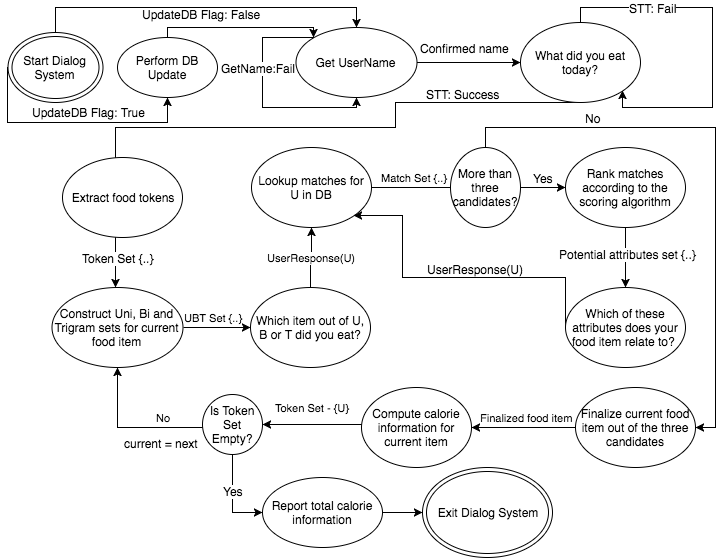 UpdateDB Flag: False
STT: Fail
Start Dialog
System
Perform DB
Update
GetName:Fail
Get UserName
Confirmed name
What did you eat
today?
UpdateDB Flag: True
STT: Success
No
Extract food tokens
Lookup matches for
U in DB
Match Set {..}
More than
three
candidates?
Yes
Rank matches
according to the
scoring algorithm
Token Set {..}
UserResponse(U)
UserResponse(U)
Potential attributes set {..}
Construct Uni, Bi and
Trigram sets for current
food item
UBT Set {..}
Which item out of U,
B or T did you eat?
Which of these
attributes does your
food item relate to?
No
current = next
Is Token
Set
Empty?
Token Set - {U}
Compute calorie
information for
current item
Finalized food item
Finalize current food
item out of the three
candidates
Yes
Report total calorie
information
Exit Dialog System